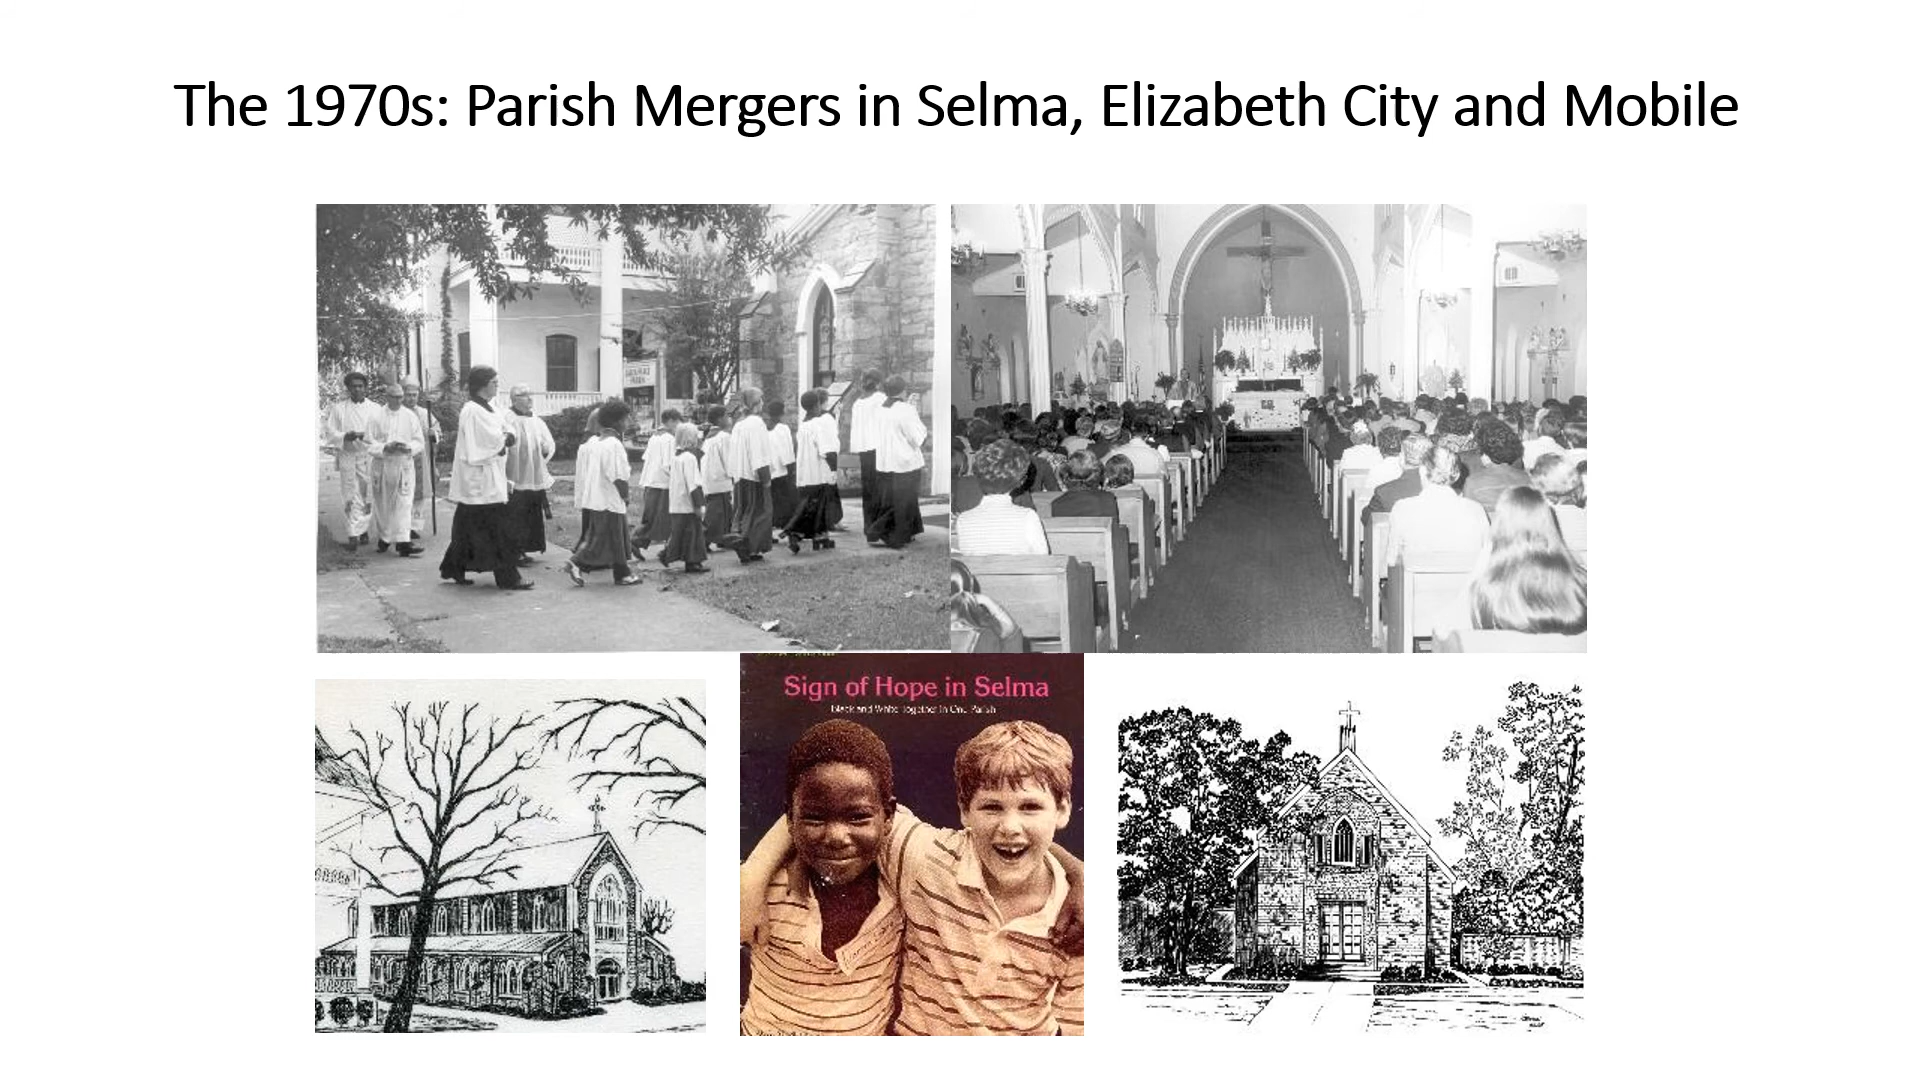 The 1970s: Parish Mergers in Selma, Elizabeth City and Mobile
Sign of Hope in Selma
Black and White Together in One Parish